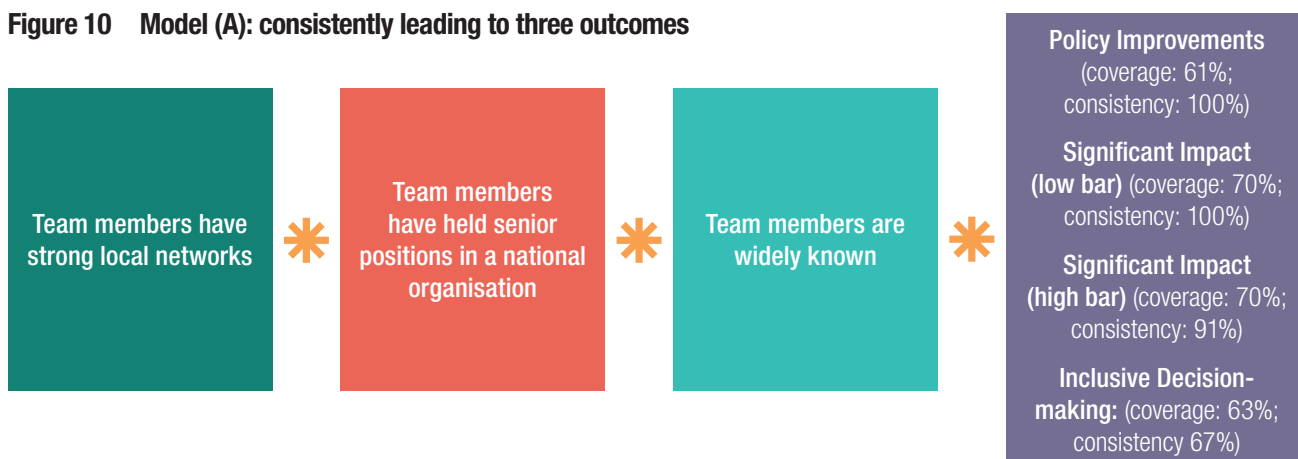 Figure 10 Model (A): consistently leading to three outcomes
Team members have
strong local networks
Team members
have held senior
positions in a national
organisation
Team members are
widely known
Policy Improvements
(coverage: 61%;
consistency: 100%)
Significant Impact
(low bar) (coverage: 70%;
consistency: 100%)
Significant Impact
(high bar) (coverage: 70%;
consistency: 91%)
Inclusive Decision-
making: (coverage: 63%;
consistency 67%)